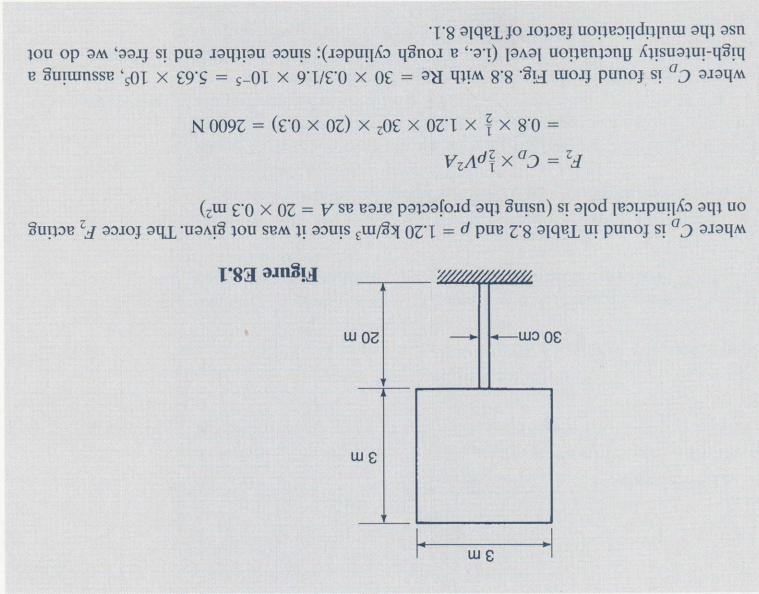 3 m
3 m
20 m
30 cm
Figure E8.1
where C_D is found in Table 8.2 and ρ = 1.20 kg/m³ since it was not given. The force F₂ acting
on the cylindrical pole is (using the projected area as A = 20 × 0.3 m²)
F₂ = C_D × ½ρV²A
= 0.8 × ½ × 1.20 × 30² × (20 × 0.3) = 2600 N
where C_D is found from Fig. 8.8 with Re = 30 × 0.3/1.6 × 10⁻⁵ = 5.63 × 10⁵, assuming a
high-intensity fluctuation level (i.e., a rough cylinder); since neither end is free, we do not
use the multiplication factor of Table 8.1.